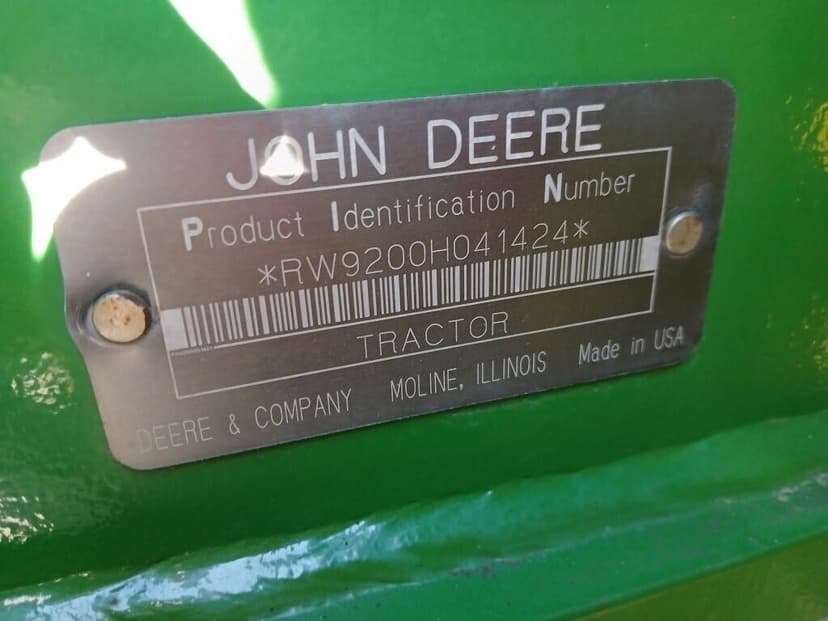 JOHN DEERE
Product Identification Number
*RW9200H041424*
TRACTOR
DEERE & COMPANY MOLINE, ILLINOIS Made in USA